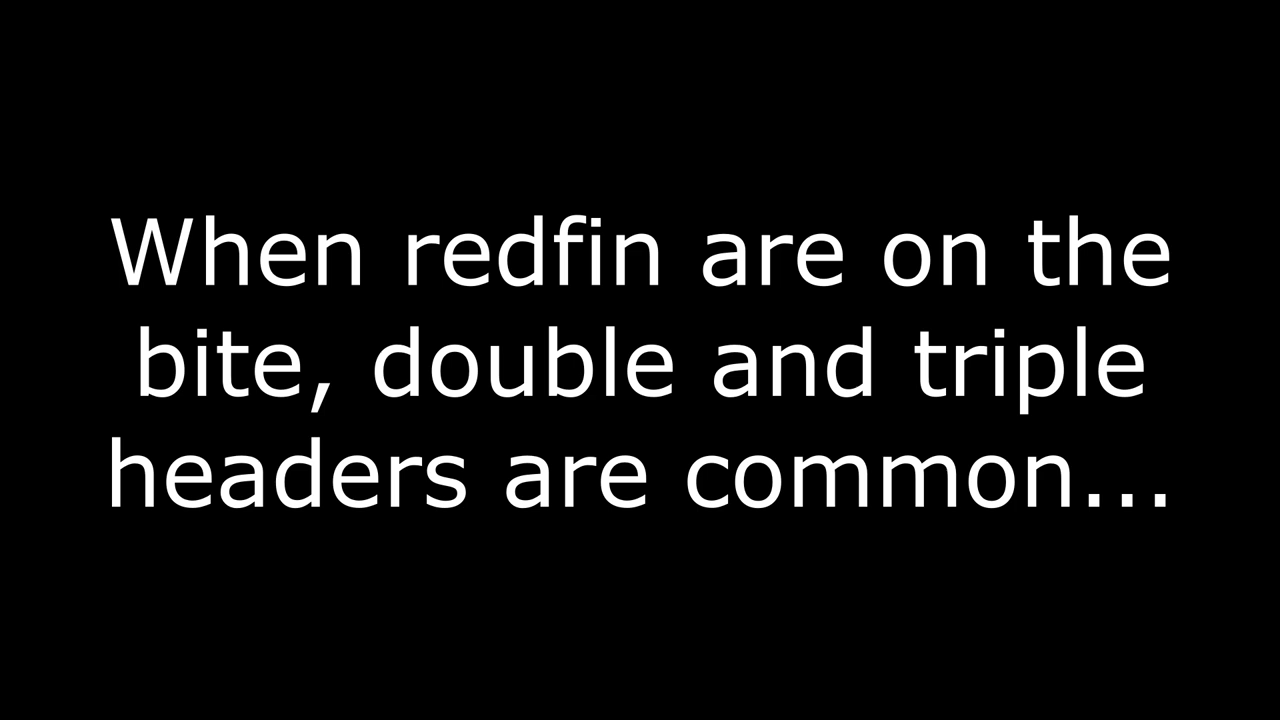 When redfin are on the
bite, double and triple
headers are common...